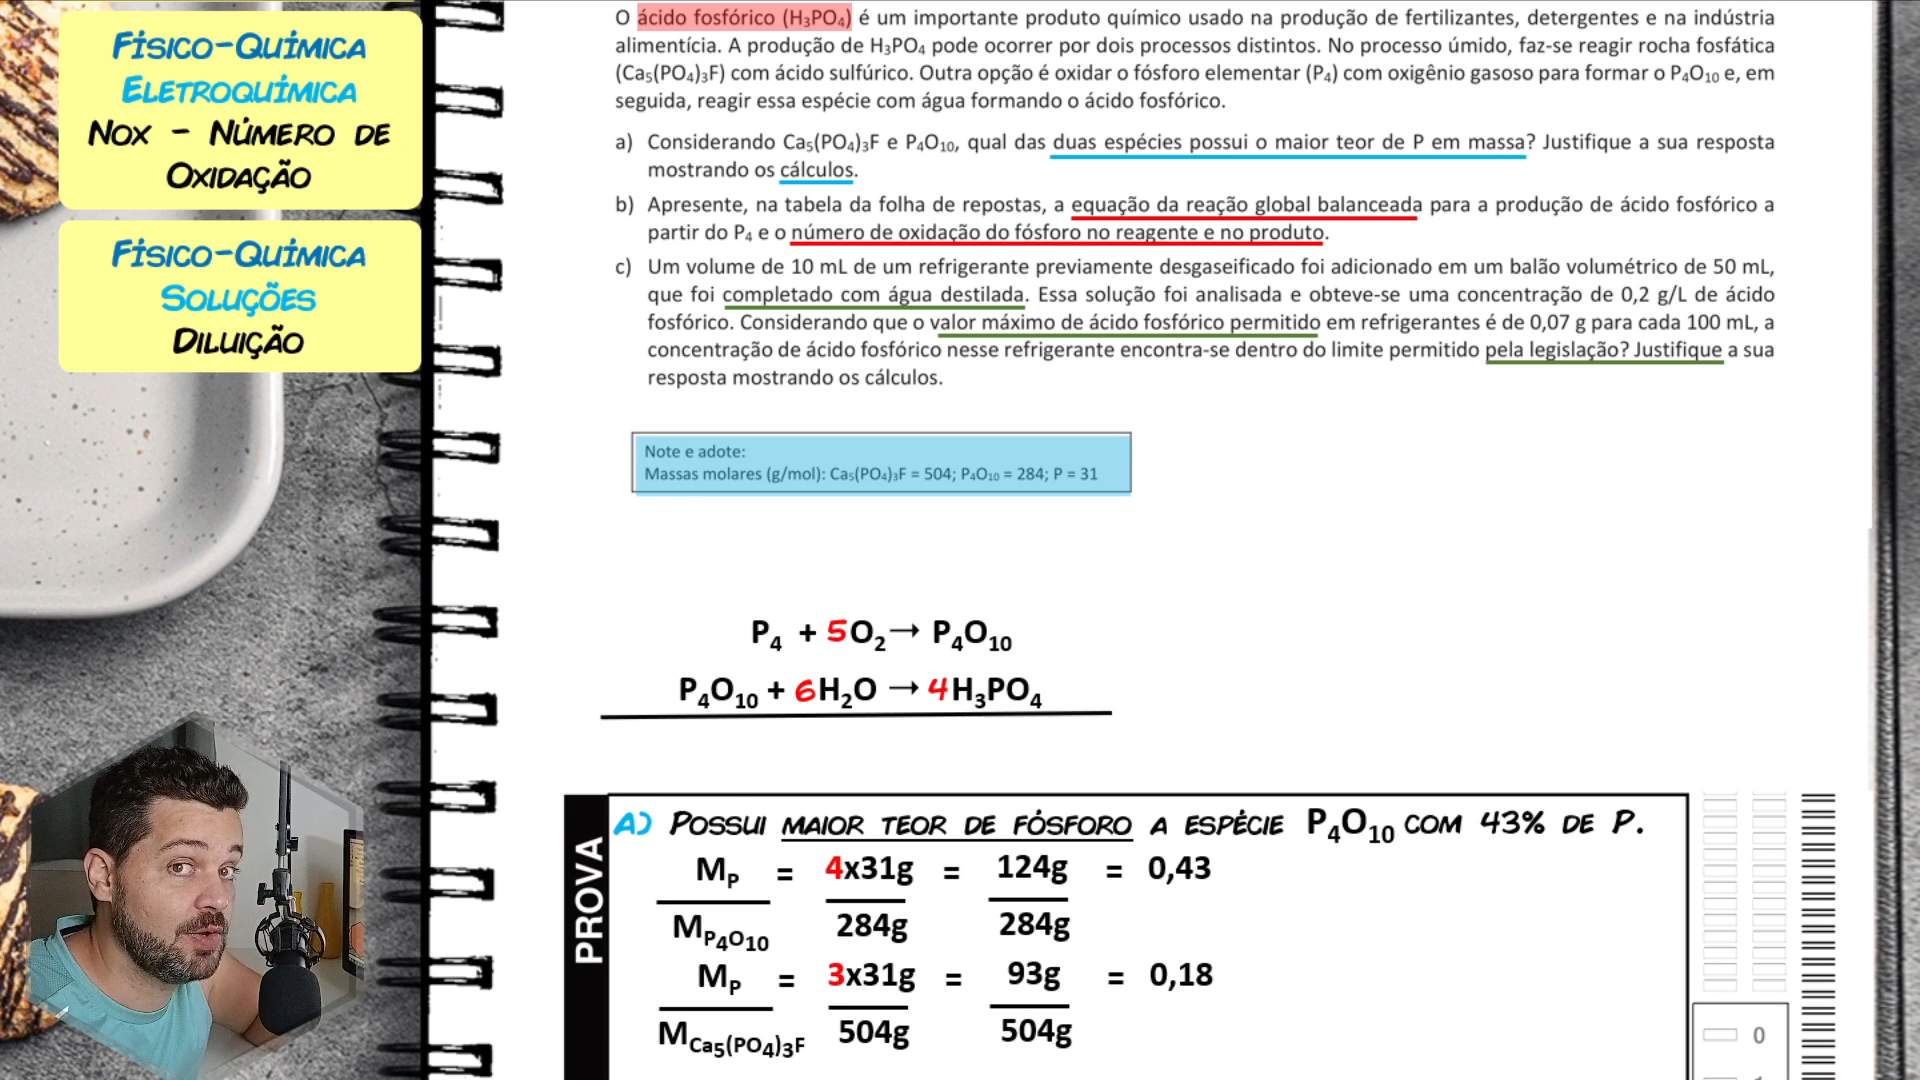 FÍSICO-QUÍMICA
ELETROQUÍMICA
NOX - NÚMERO DE
OXIDAÇÃO
FÍSICO-QUÍMICA
SOLUÇÕES
DILUIÇÃO
O ácido fosfórico (H₃PO₄) é um importante produto químico usado na produção de fertilizantes, detergentes e na indústria
alimentícia. A produção de H₃PO₄ pode ocorrer por dois processos distintos. No processo úmido, faz-se reagir rocha fosfática
(Ca₅(PO₄)₃F) com ácido sulfúrico. Outra opção é oxidar o fósforo elementar (P₄) com oxigênio gasoso para formar o P₄O₁₀ e, em
seguida, reagir essa espécie com água formando o ácido fosfórico.
a) Considerando Ca₅(PO₄)₃F e P₄O₁₀, qual das duas espécies possui o maior teor de P em massa? Justifique a sua resposta
mostrando os cálculos.
b) Apresente, na tabela da folha de repostas, a equação da reação global balanceada para a produção de ácido fosfórico a
partir do P₄ e o número de oxidação do fósforo no reagente e no produto.
c) Um volume de 10 mL de um refrigerante previamente desgaseificado foi adicionado em um balão volumétrico de 50 mL,
que foi completado com água destilada. Essa solução foi analisada e obteve-se uma concentração de 0,2 g/L de ácido
fosfórico. Considerando que o valor máximo de ácido fosfórico permitido em refrigerantes é de 0,07 g para cada 100 mL, a
concentração de ácido fosfórico nesse refrigerante encontra-se dentro do limite permitido pela legislação? Justifique a sua
resposta mostrando os cálculos.
Note e adote:
Massas molares (g/mol): Ca₅(PO₄)₃F = 504; P₄O₁₀ = 284; P = 31
P₄ + 5O₂ → P₄O₁₀
P₄O₁₀ + 6H₂O → 4H₃PO₄
PROVA
A) POSSUI MAIOR TEOR DE FÓSFORO A ESPÉCIE P₄O₁₀ COM 43% DE P.
M_P = 4x31g = 124g = 0,43
M_P₄O₁₀ 284g 284g
M_P = 3x31g = 93g = 0,18
M_Ca₅(PO₄)₃F 504g 504g
0